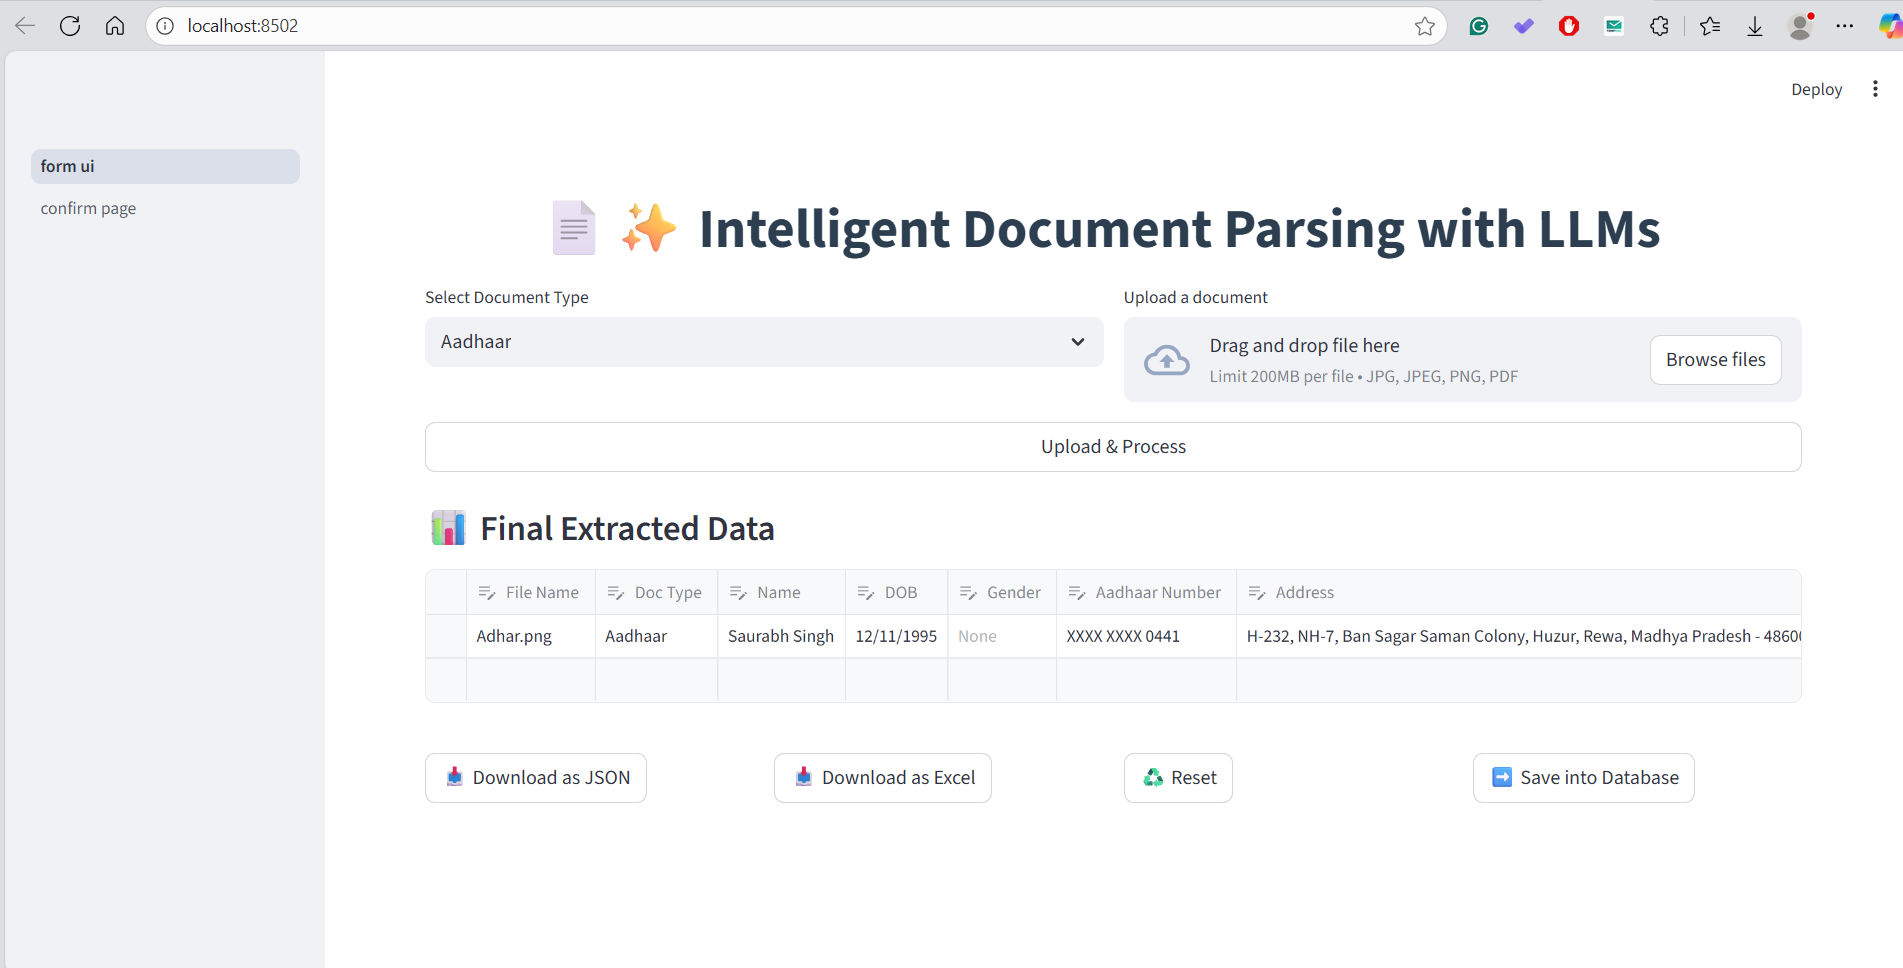 localhost:8502
Deploy
form ui
confirm page
Intelligent Document Parsing with LLMs
Select Document Type
Upload a document
Aadhaar
Drag and drop file here
Limit 200MB per file • JPG, JPEG, PNG, PDF
Browse files
Upload & Process
Final Extracted Data
File Name Doc Type Name DOB Gender Aadhaar Number Address
Adhar.png Aadhaar Saurabh Singh 12/11/1995 None XXXX XXXX 0441 H-232, NH-7, Ban Sagar Saman Colony, Huzur, Rewa, Madhya Pradesh - 4860
Download as JSON Download as Excel Reset Save into Database